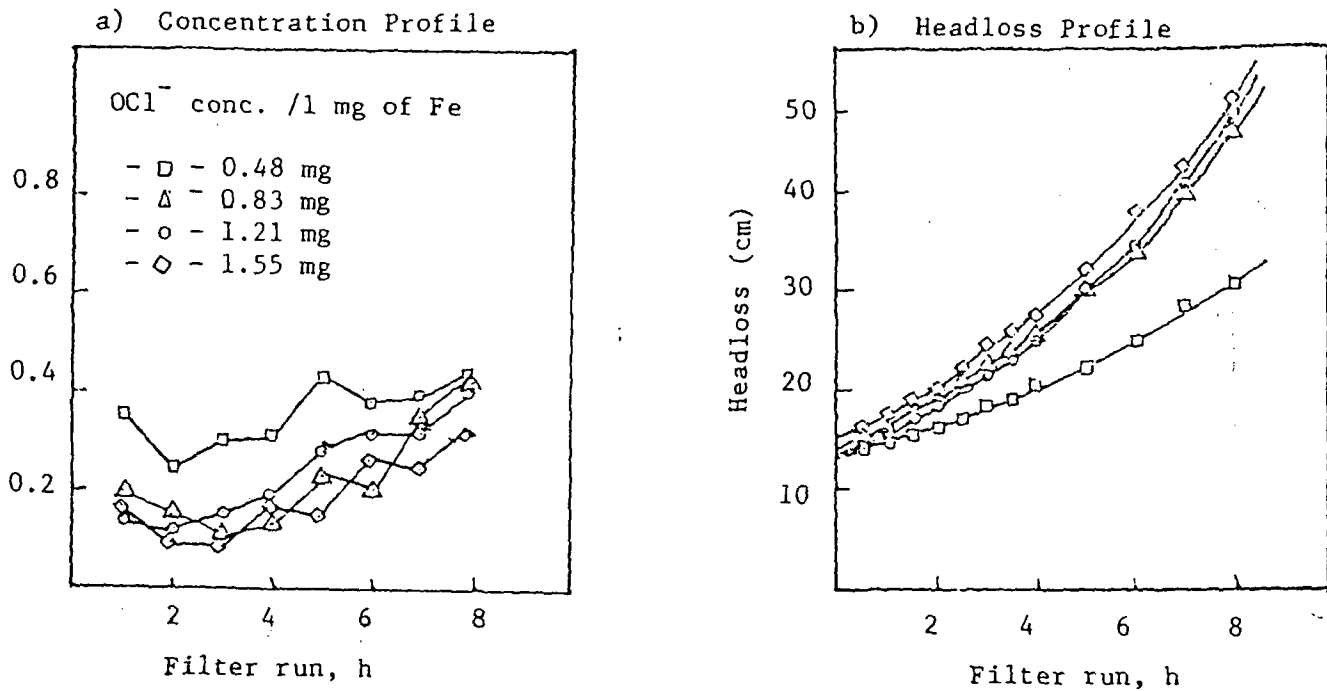 a) Concentration Profile
OCl⁻ conc. /1 mg of Fe
- □ - 0.48 mg
- △ - 0.83 mg
- ○ - 1.21 mg
- ◇ - 1.55 mg
0.8
0.6
0.4
0.2
2 4 6 8
Filter run, h
b) Headloss Profile
Headloss (cm)
50
40
30
20
10
2 4 6 8
Filter run, h